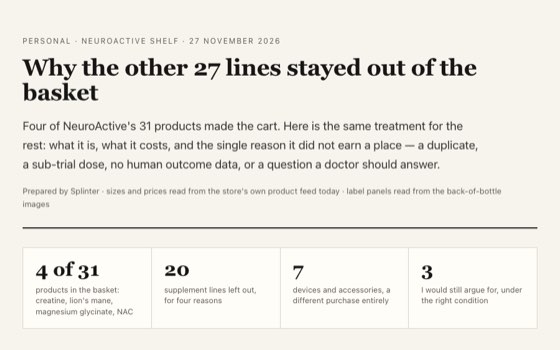 PERSONAL · NEUROACTIVE SHELF · 27 NOVEMBER 2026
Why the other 27 lines stayed out of the
basket
Four of NeuroActive's 31 products made the cart. Here is the same treatment for the
rest: what it is, what it costs, and the single reason it did not earn a place — a duplicate,
a sub-trial dose, no human outcome data, or a question a doctor should answer.
Prepared by Splinter · sizes and prices read from the store's own product feed today · label panels read from the back-of-bottle
images
4 of 31
products in the basket:
creatine, lion's mane,
magnesium glycinate, NAC
20
supplement lines left out,
for four reasons
7
devices and accessories, a
different purchase entirely
3
I would still argue for, under
the right condition